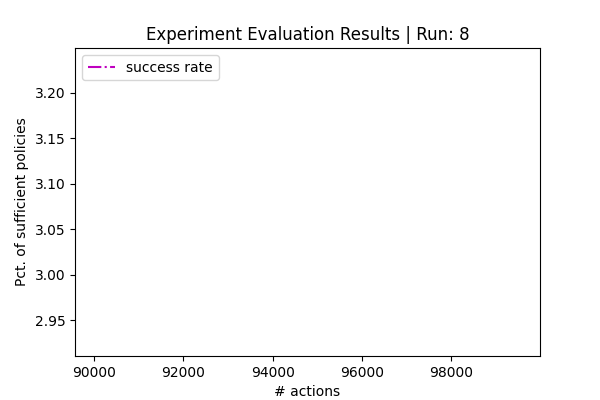 Experiment Evaluation Results | Run: 8
success rate
3.20
3.15
3.10
3.05
3.00
2.95
Pct. of sufficient policies
90000 92000 94000 96000 98000
# actions